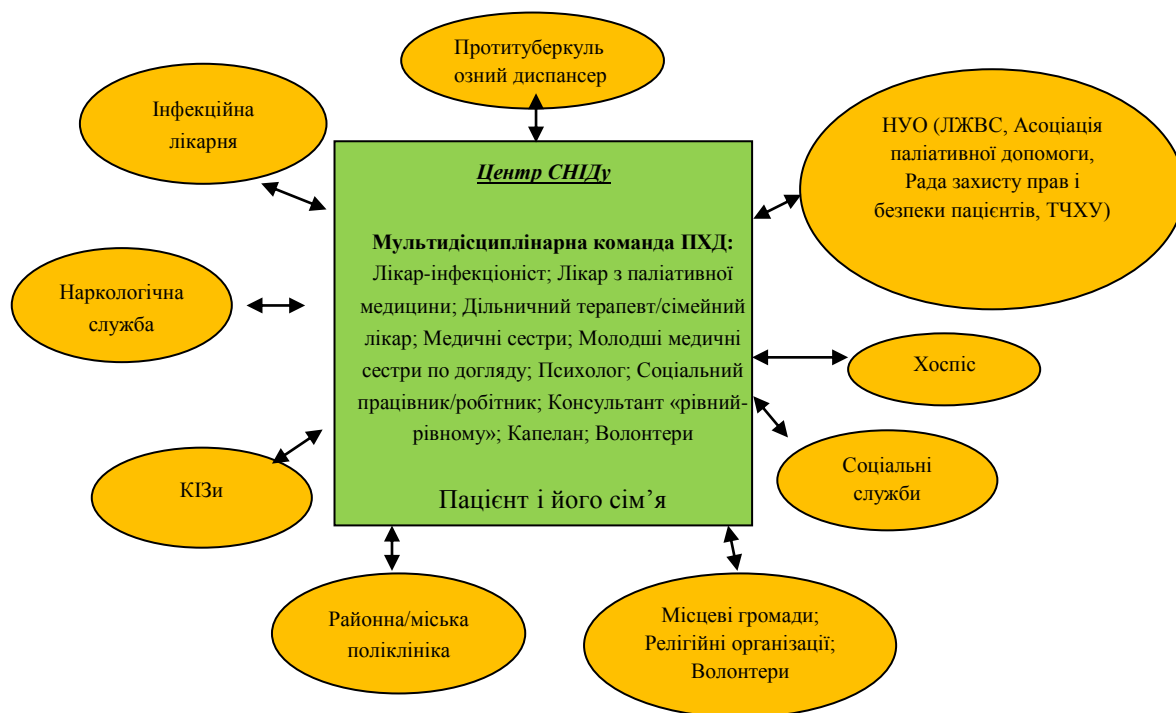 Протитуберкуль
озний диспансер
Інфекційна
лікарня
НУО (ЛЖВС, Асоціація
паліативної допомоги,
Рада захисту прав і
безпеки пацієнтів, ТЧХУ)
Центр СНІДу
Мультидісциплінарна команда ПХД:
Лікар-інфекціоніст; Лікар з паліативної
медицини; Дільничний терапевт/сімейний
лікар; Медичні сестри; Молодші медичні
сестри по догляду; Психолог; Соціальний
працівник/робітник; Консультант «рівний-
рівному»; Капелан; Волонтери
Пацієнт і його сім’я
Наркологічна
служба
Хоспіс
КІЗи
Соціальні
служби
Районна/міська
поліклініка
Місцеві громади;
Релігійні організації;
Волонтери